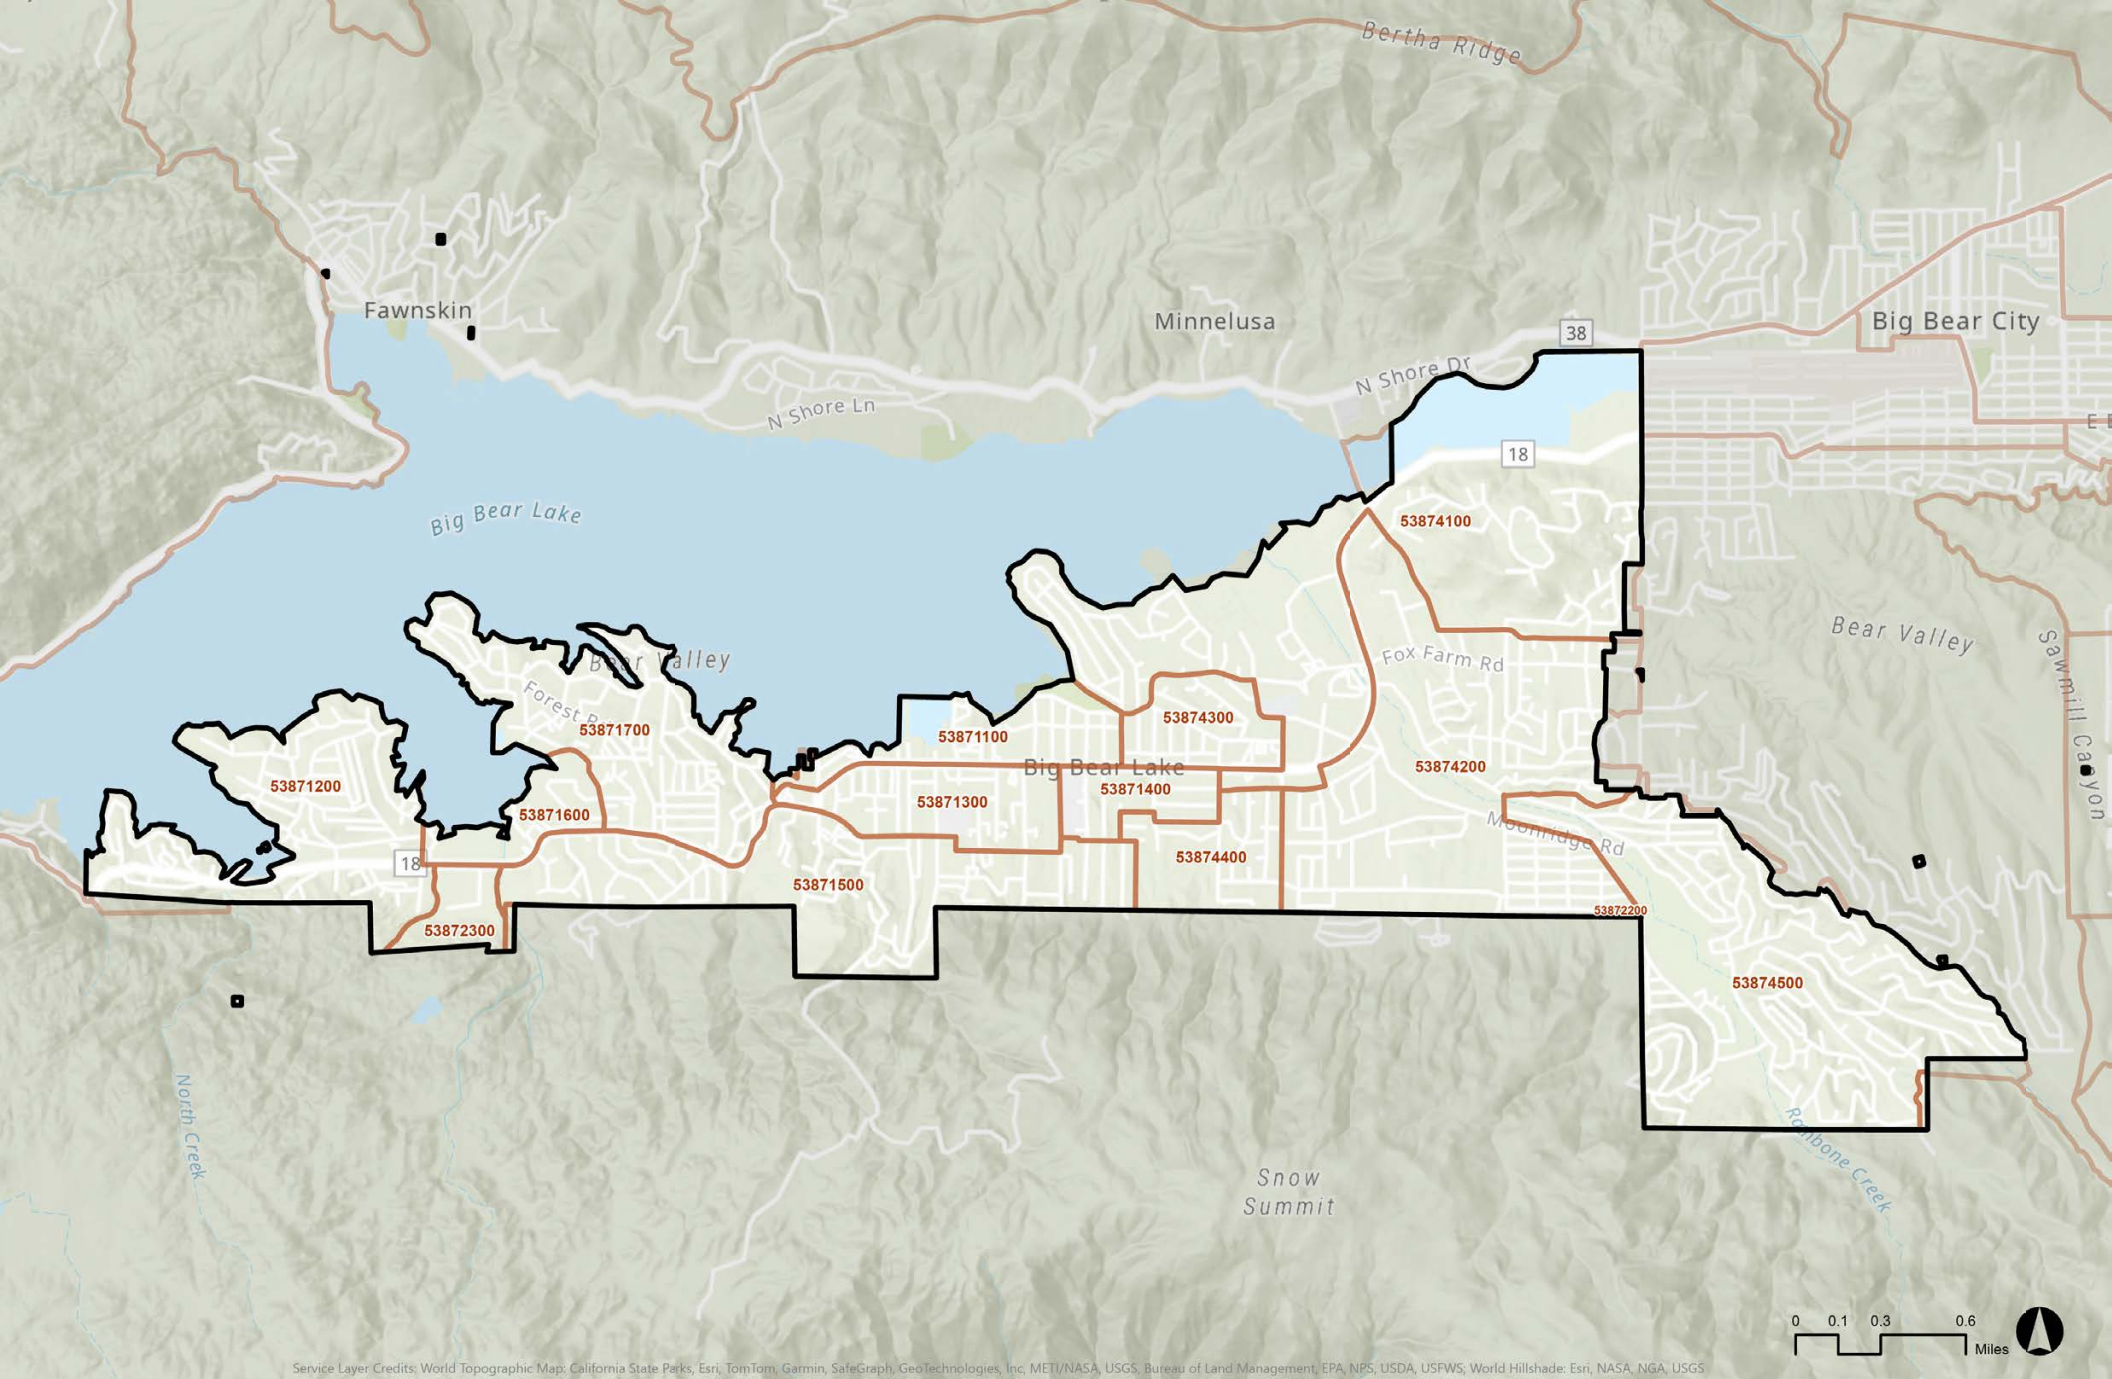 Bertha Ridge
Fawnskin
Minnelusa
38
Big Bear City
N Shore Dr
N Shore Ln
E
18
Big Bear Lake
53874100
Bear Valley
Sawmill Canyon
Bear Valley
Fox Farm Rd
Forest
53871700
53874300
53871100
Big Bear Lake
53874200
53871200
53871400
53871300
53871600
Moonridge Rd
18
53874400
53871500
53872200
53872300
53874500
North Creek
Rathbone Creek
Snow
Summit
0 0.1 0.3 0.6
Miles
Service Layer Credits: World Topographic Map: California State Parks, Esri, TomTom, Garmin, SafeGraph, GeoTechnologies, Inc, METI/NASA, USGS, Bureau of Land Management, EPA, NPS, USDA, USFWS; World Hillshade: Esri, NASA, NGA, USGS